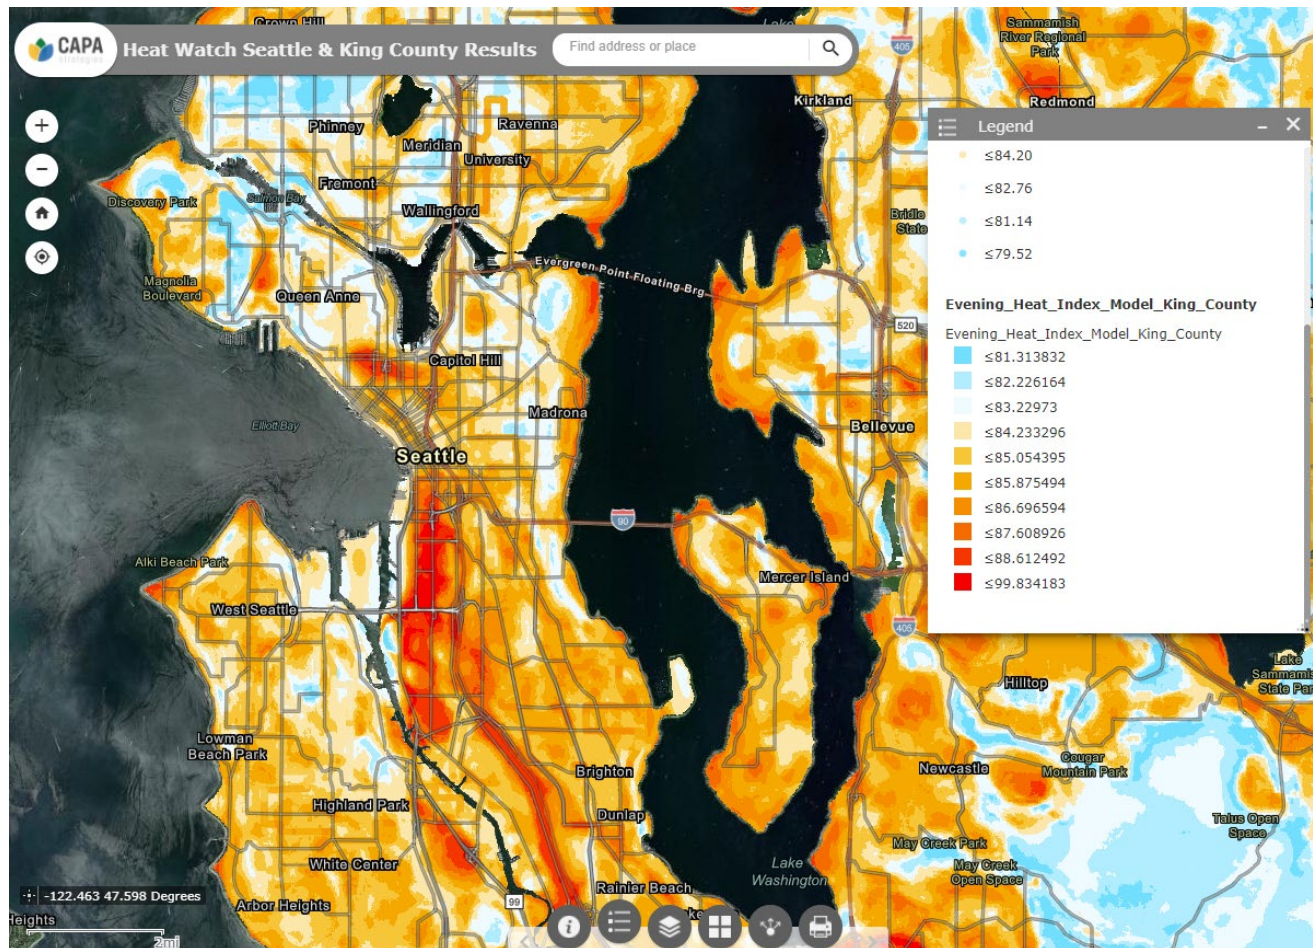 Crown Hill
Lake
Sammamish
River Regional
Park
405
CAPA
strategies
Heat Watch Seattle & King County Results
Find address or place
Kirkland
Redmond
Phinney
Ravenna
Meridian
University
Fremont
Salmon Bay
Discovery Park
Wallingford
Bridle
State
Magnolia
Boulevard
Queen Anne
Evergreen Point Floating Brg
520
Capitol Hill
Madrona
Elliott Bay
Bellevue
Seattle
90
Alki Beach Park
Mercer Island
West Seattle
405
Lake
Sammamish
State Par
Hilltop
Lowman
Beach Park
Brighton
Newcastle
Cougar
Mountain Park
Highland Park
Dunlap
Talus Open
Space
May Creek Park
May Creek
Open Space
White Center
Lake
Washington
Rainier Beach
-122.463 47.598 Degrees
99
Arbor Heights
Heights
2mi
Legend
≤84.20
≤82.76
≤81.14
≤79.52
Evening_Heat_Index_Model_King_County
Evening_Heat_Index_Model_King_County
≤81.313832
≤82.226164
≤83.22973
≤84.233296
≤85.054395
≤85.875494
≤86.696594
≤87.608926
≤88.612492
≤99.834183